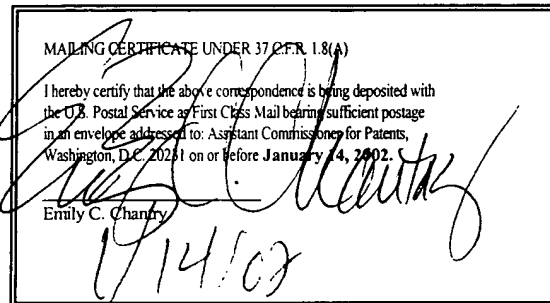 MAILING CERTIFICATE UNDER 37 C.F.R. 1.8(A)
I hereby certify that the above correspondence is being deposited with
the U.S. Postal Service as First Class Mail bearing sufficient postage
in an envelope addressed to: Assistant Commissioner for Patents,
Washington, D.C. 20231 on or before January 14, 2002.
Emily C. Chantry
Emily C. Chantry
1/14/02